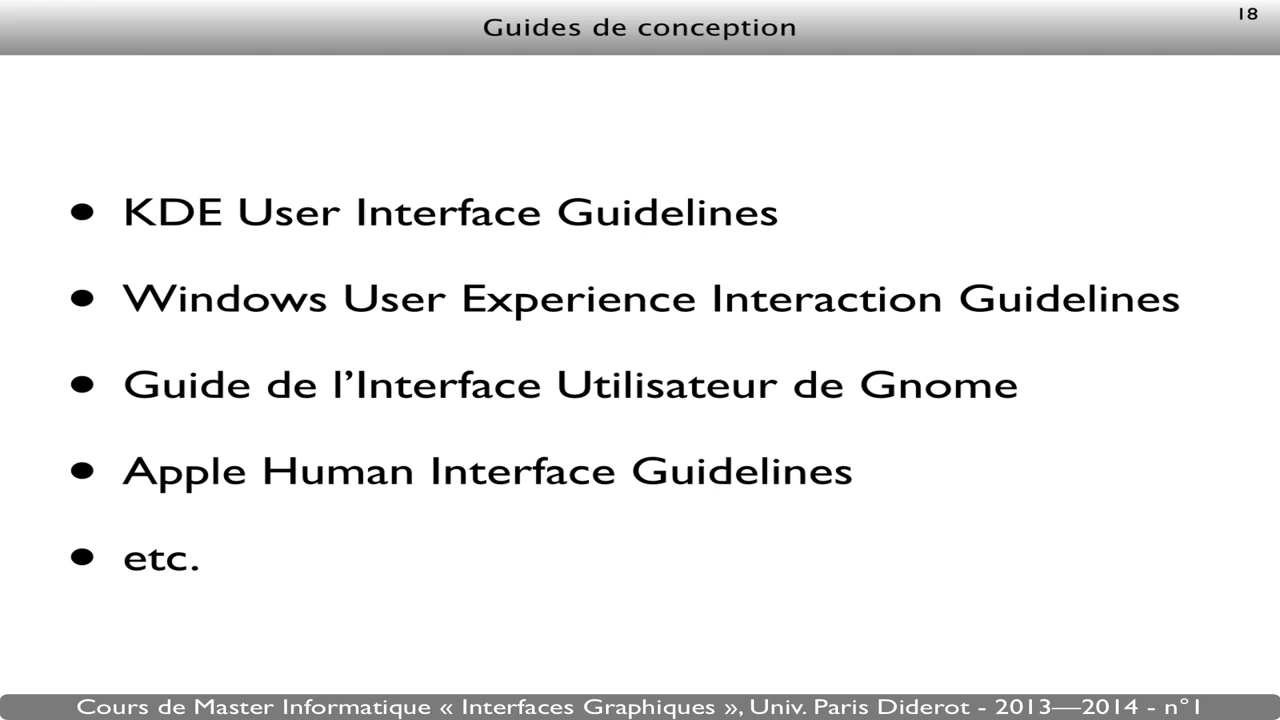 Guides de conception
18
• KDE User Interface Guidelines
• Windows User Experience Interaction Guidelines
• Guide de l’Interface Utilisateur de Gnome
• Apple Human Interface Guidelines
• etc.
Cours de Master Informatique « Interfaces Graphiques », Univ. Paris Diderot - 2013—2014 - n°1